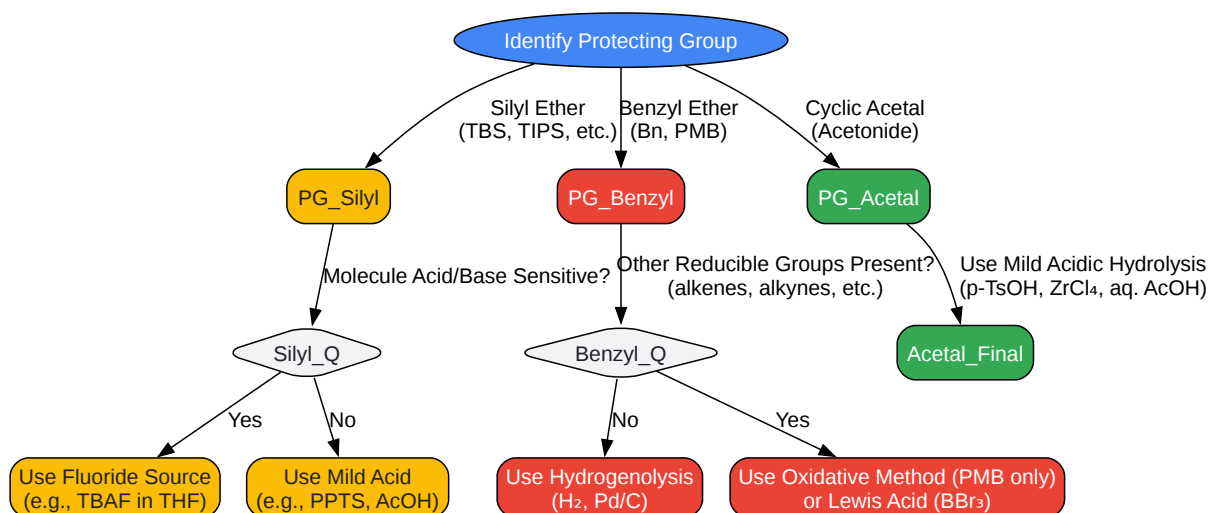 Identify Protecting Group
Silyl Ether
(TBS, TIPS, etc.)
Benzyl Ether
(Bn, PMB)
Cyclic Acetal
(Acetonide)
PG_Silyl
PG_Benzyl
PG_Acetal
Molecule Acid/Base Sensitive?
Other Reducible Groups Present?
(alkenes, alkynes, etc.)
Use Mild Acidic Hydrolysis
(p-TsOH, ZrCl₄, aq. AcOH)
Silyl_Q
Benzyl_Q
Acetal_Final
Yes
No
No
Yes
Use Fluoride Source
(e.g., TBAF in THF)
Use Mild Acid
(e.g., PPTS, AcOH)
Use Hydrogenolysis
(H₂, Pd/C)
Use Oxidative Method (PMB only)
or Lewis Acid (BBr₃)